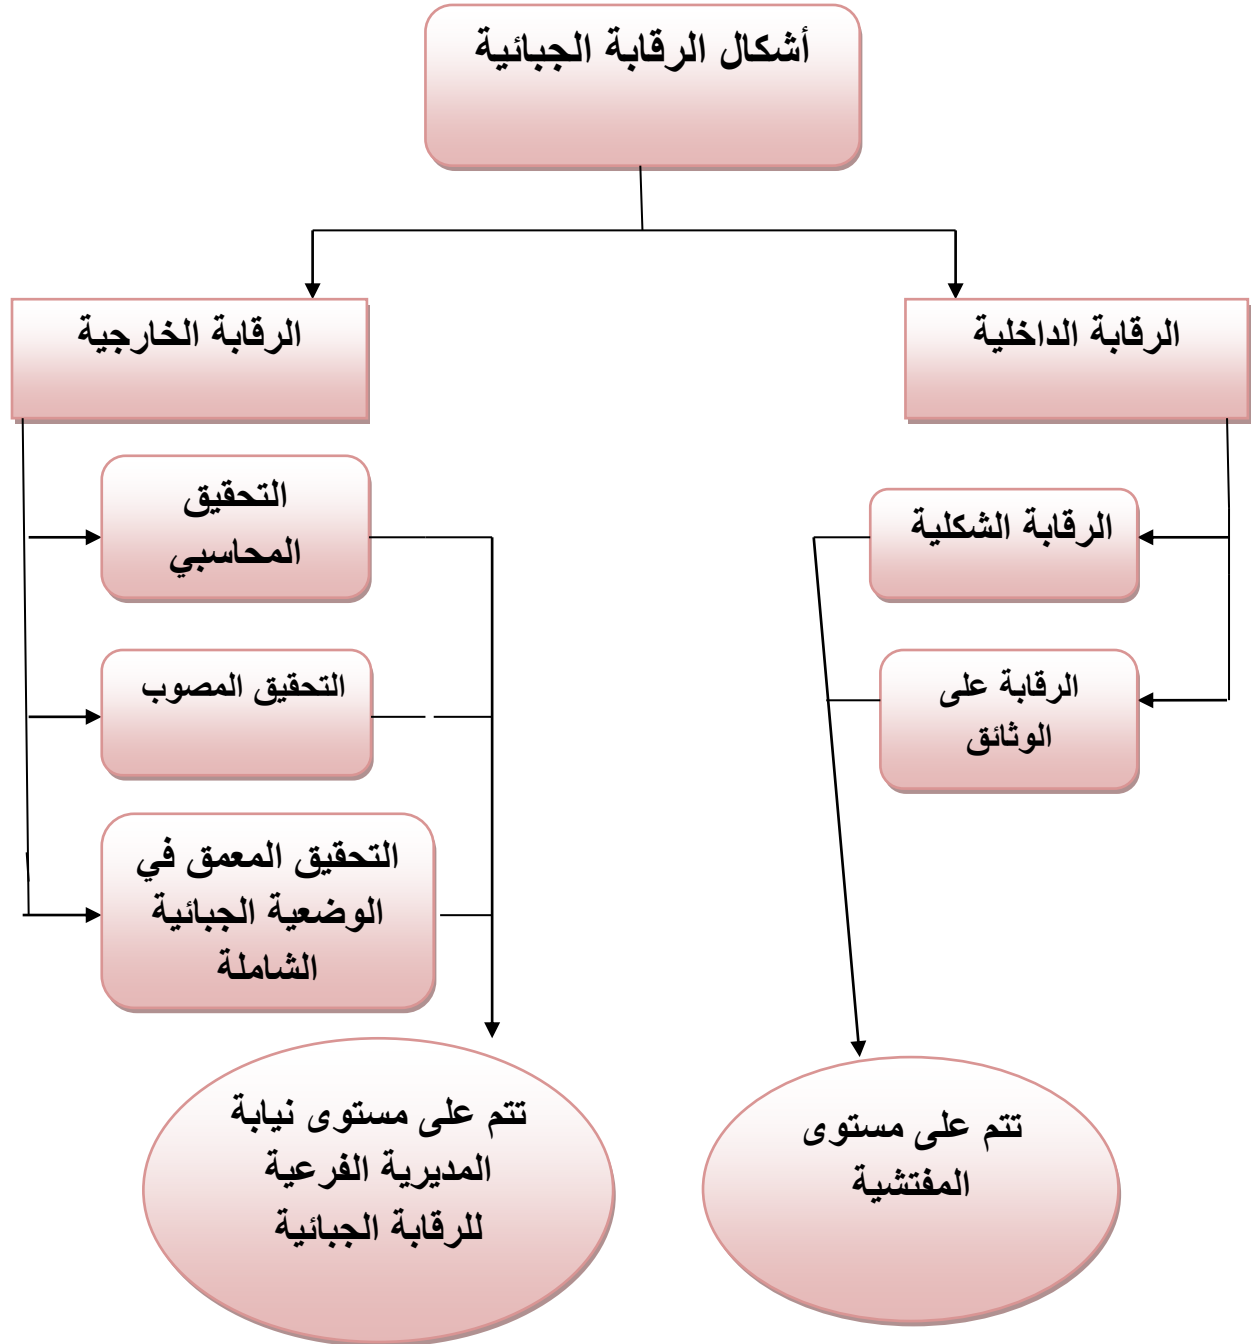 أشكال الرقابة الجبائية
الرقابة الداخلية
الرقابة الخارجية
الرقابة الشكلية
الرقابة على
الوثائق
التحقيق
المحاسبي
التحقيق المصوب
التحقيق المعمق في
الوضعية الجبائية
الشاملة
تتم على مستوى
المفتشية
تتم على مستوى نيابة
المديرية الفرعية
للرقابة الجبائية